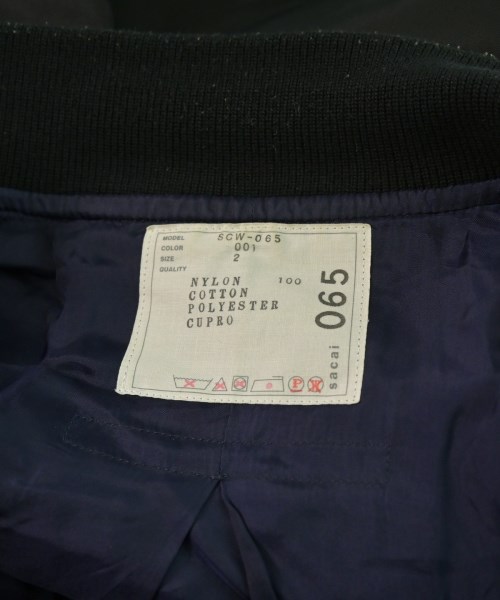 MODEL SCW-065
COLOR 001
SIZE 2
QUALITY
NYLON 100
COTTON
POLYESTER
CUPRO
sacai 065
P